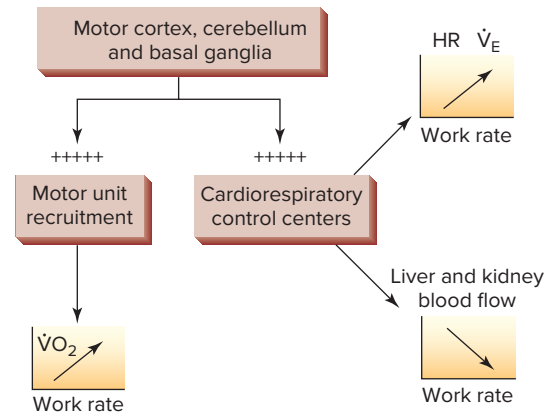 Motor cortex, cerebellum
and basal ganglia
HR V̇E
Work rate
+++++
+++++
Motor unit
recruitment
Cardiorespiratory
control centers
Liver and kidney
blood flow
V̇O₂
Work rate
Work rate